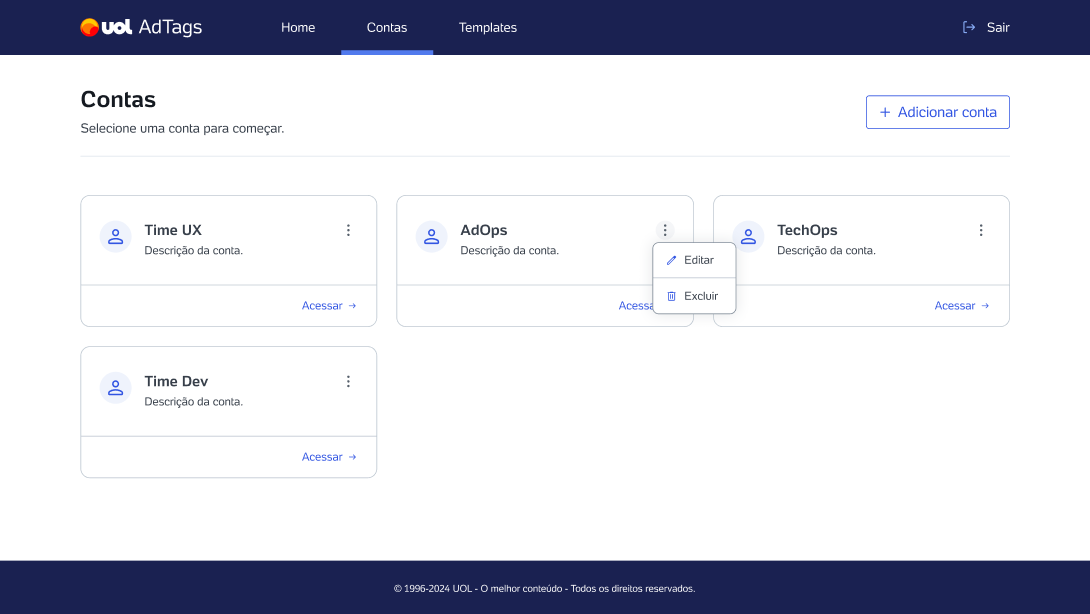 uol AdTags
Home
Contas
Templates
Sair
Contas
Selecione uma conta para começar.
+ Adicionar conta
Time UX
Descrição da conta.
Acessar →
AdOps
Descrição da conta.
Editar
Excluir
Acessa
TechOps
Descrição da conta.
Acessar →
Time Dev
Descrição da conta.
Acessar →
© 1996-2024 UOL - O melhor conteúdo - Todos os direitos reservados.